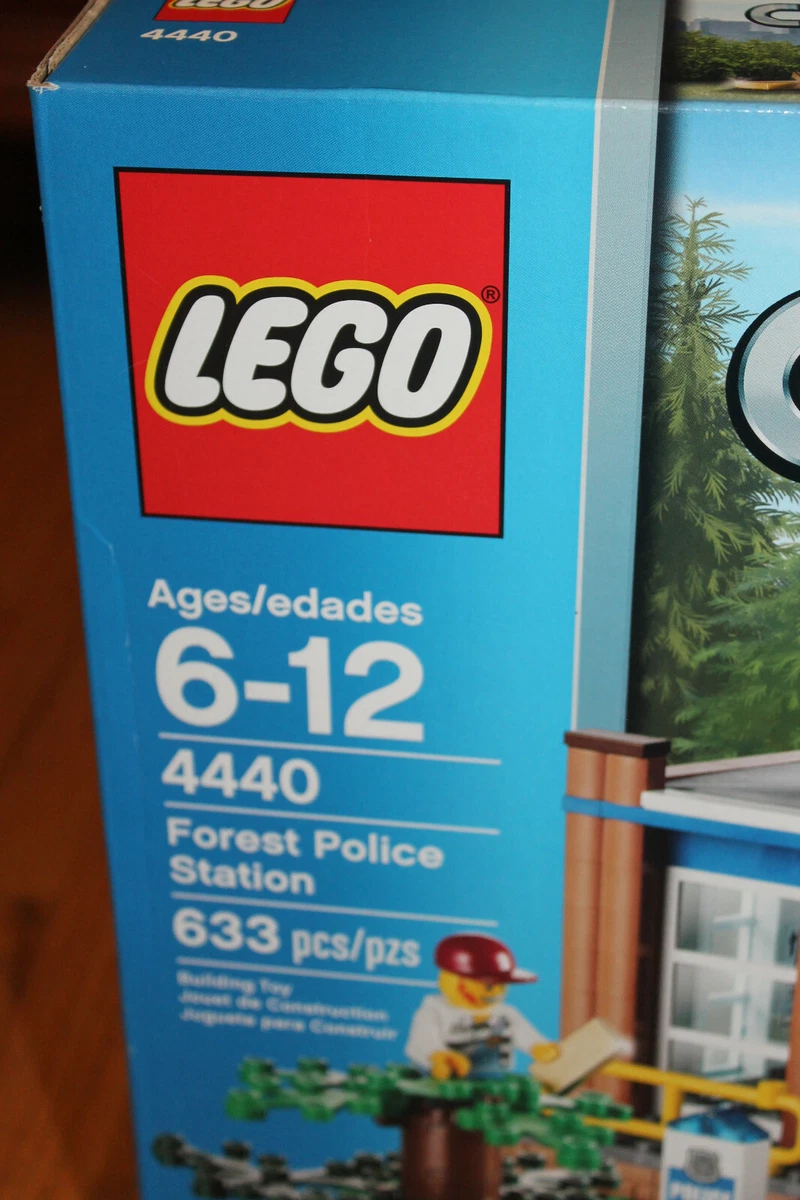 LEGO
4440
LEGO®
Ages/edades
6-12
4440
Forest Police
Station
633 pcs/pzs
Building Toy
Jouet de Construction
Juguete para Construir